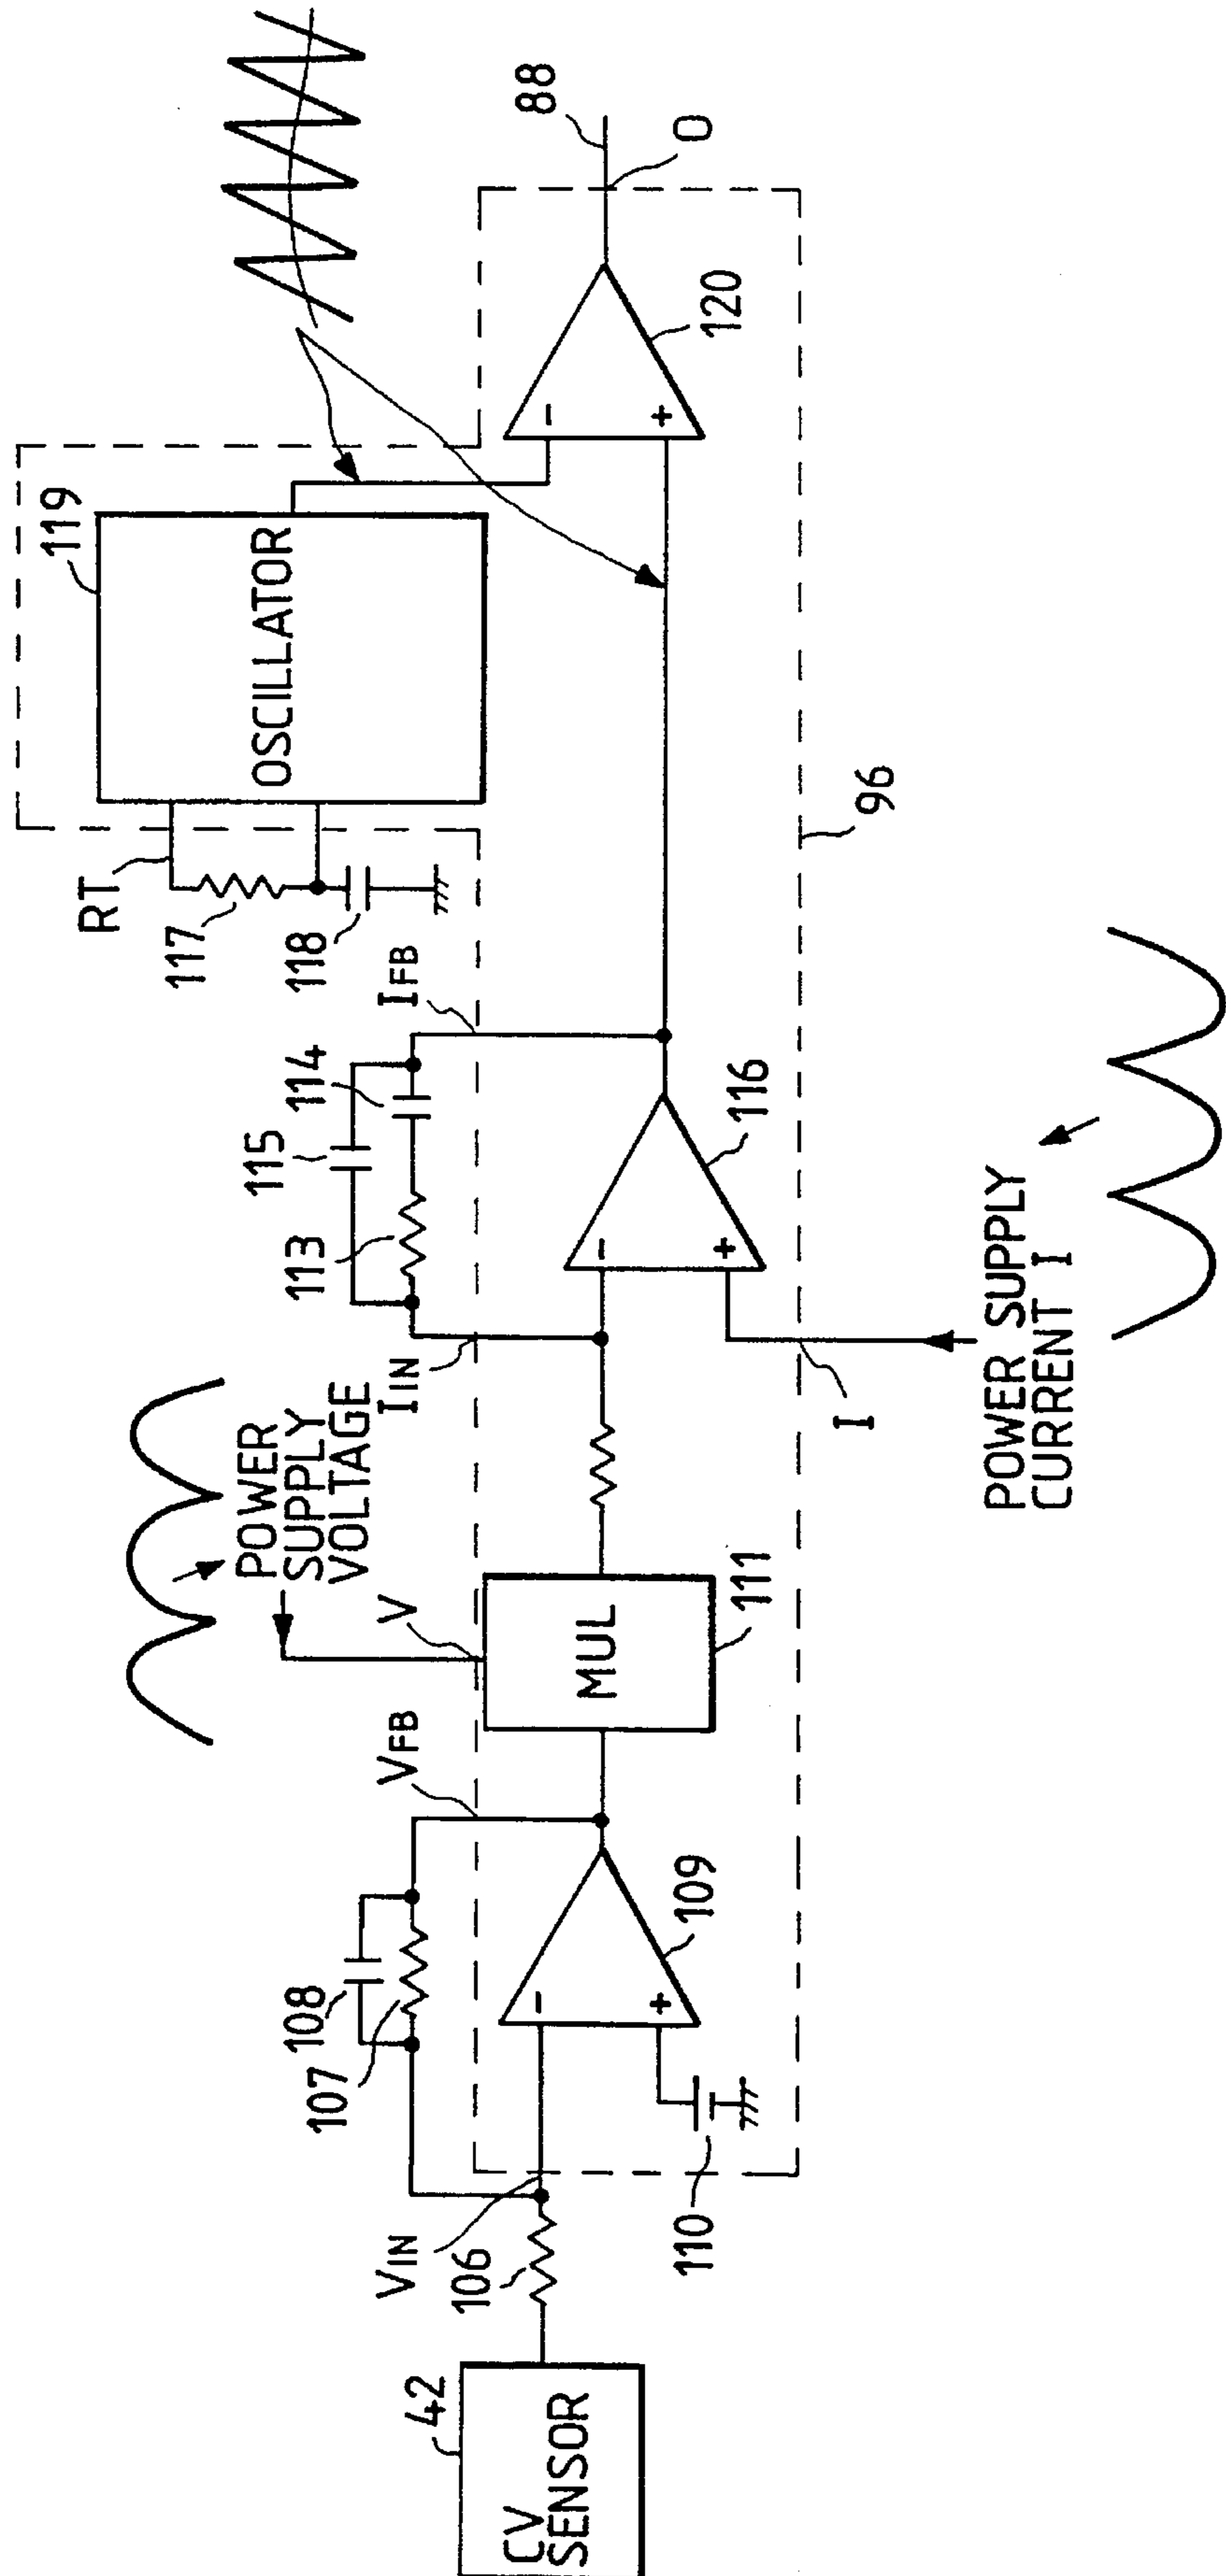 CV
SENSOR
42
VIN
106
107
108
110
109
-
+
VFB
V
POWER
SUPPLY
VOLTAGE
MUL
111
IIN
113
115
114
IFB
-
+
116
I
POWER SUPPLY
CURRENT I
RT
117
118
OSCILLATOR
119
96
-
+
120
88
O